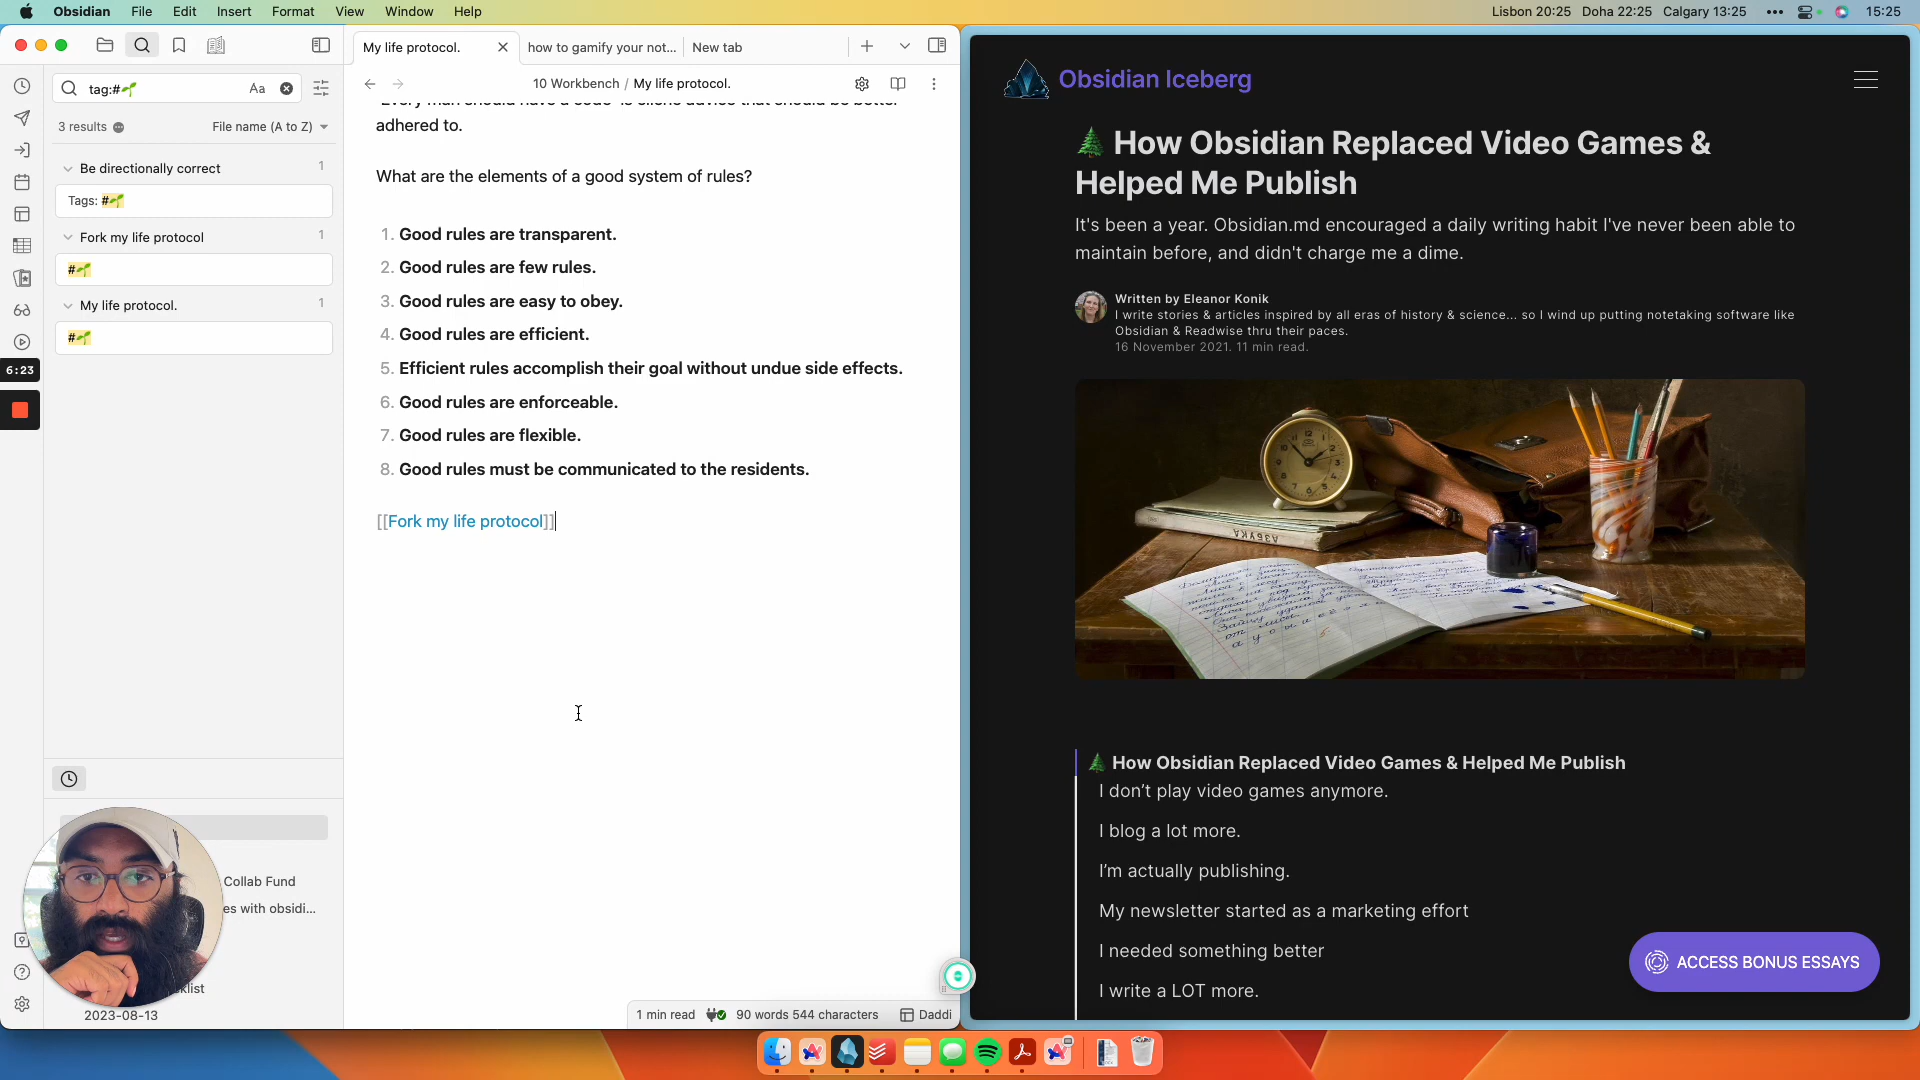 Obsidian File Edit Insert Format View Window Help
Lisbon 20:25 Doha 22:25 Calgary 13:25 ••• 15:25
tag:#🌱 Aa
3 results
File name (A to Z)
Be directionally correct 1
Tags: #🌱
Fork my life protocol 1
#🌱
My life protocol. 1
#🌱
6:23
Collab Fund
es with obsidi...
klist
2023-08-13
My life protocol.
how to gamify your not...
New tab
10 Workbench / My life protocol.
adhered to.
What are the elements of a good system of rules?
1. Good rules are transparent.
2. Good rules are few rules.
3. Good rules are easy to obey.
4. Good rules are efficient.
5. Efficient rules accomplish their goal without undue side effects.
6. Good rules are enforceable.
7. Good rules are flexible.
8. Good rules must be communicated to the residents.
[[Fork my life protocol]]
1 min read 90 words 544 characters Daddi
Obsidian Iceberg
🌲 How Obsidian Replaced Video Games &
Helped Me Publish
It's been a year. Obsidian.md encouraged a daily writing habit I've never been able to
maintain before, and didn't charge me a dime.
Written by Eleanor Konik
I write stories & articles inspired by all eras of history & science... so I wind up putting notetaking software like
Obsidian & Readwise thru their paces.
16 November 2021. 11 min read.
АЗБУКА
🌲 How Obsidian Replaced Video Games & Helped Me Publish
I don't play video games anymore.
I blog a lot more.
I'm actually publishing.
My newsletter started as a marketing effort
I needed something better
I write a LOT more.
ACCESS BONUS ESSAYS